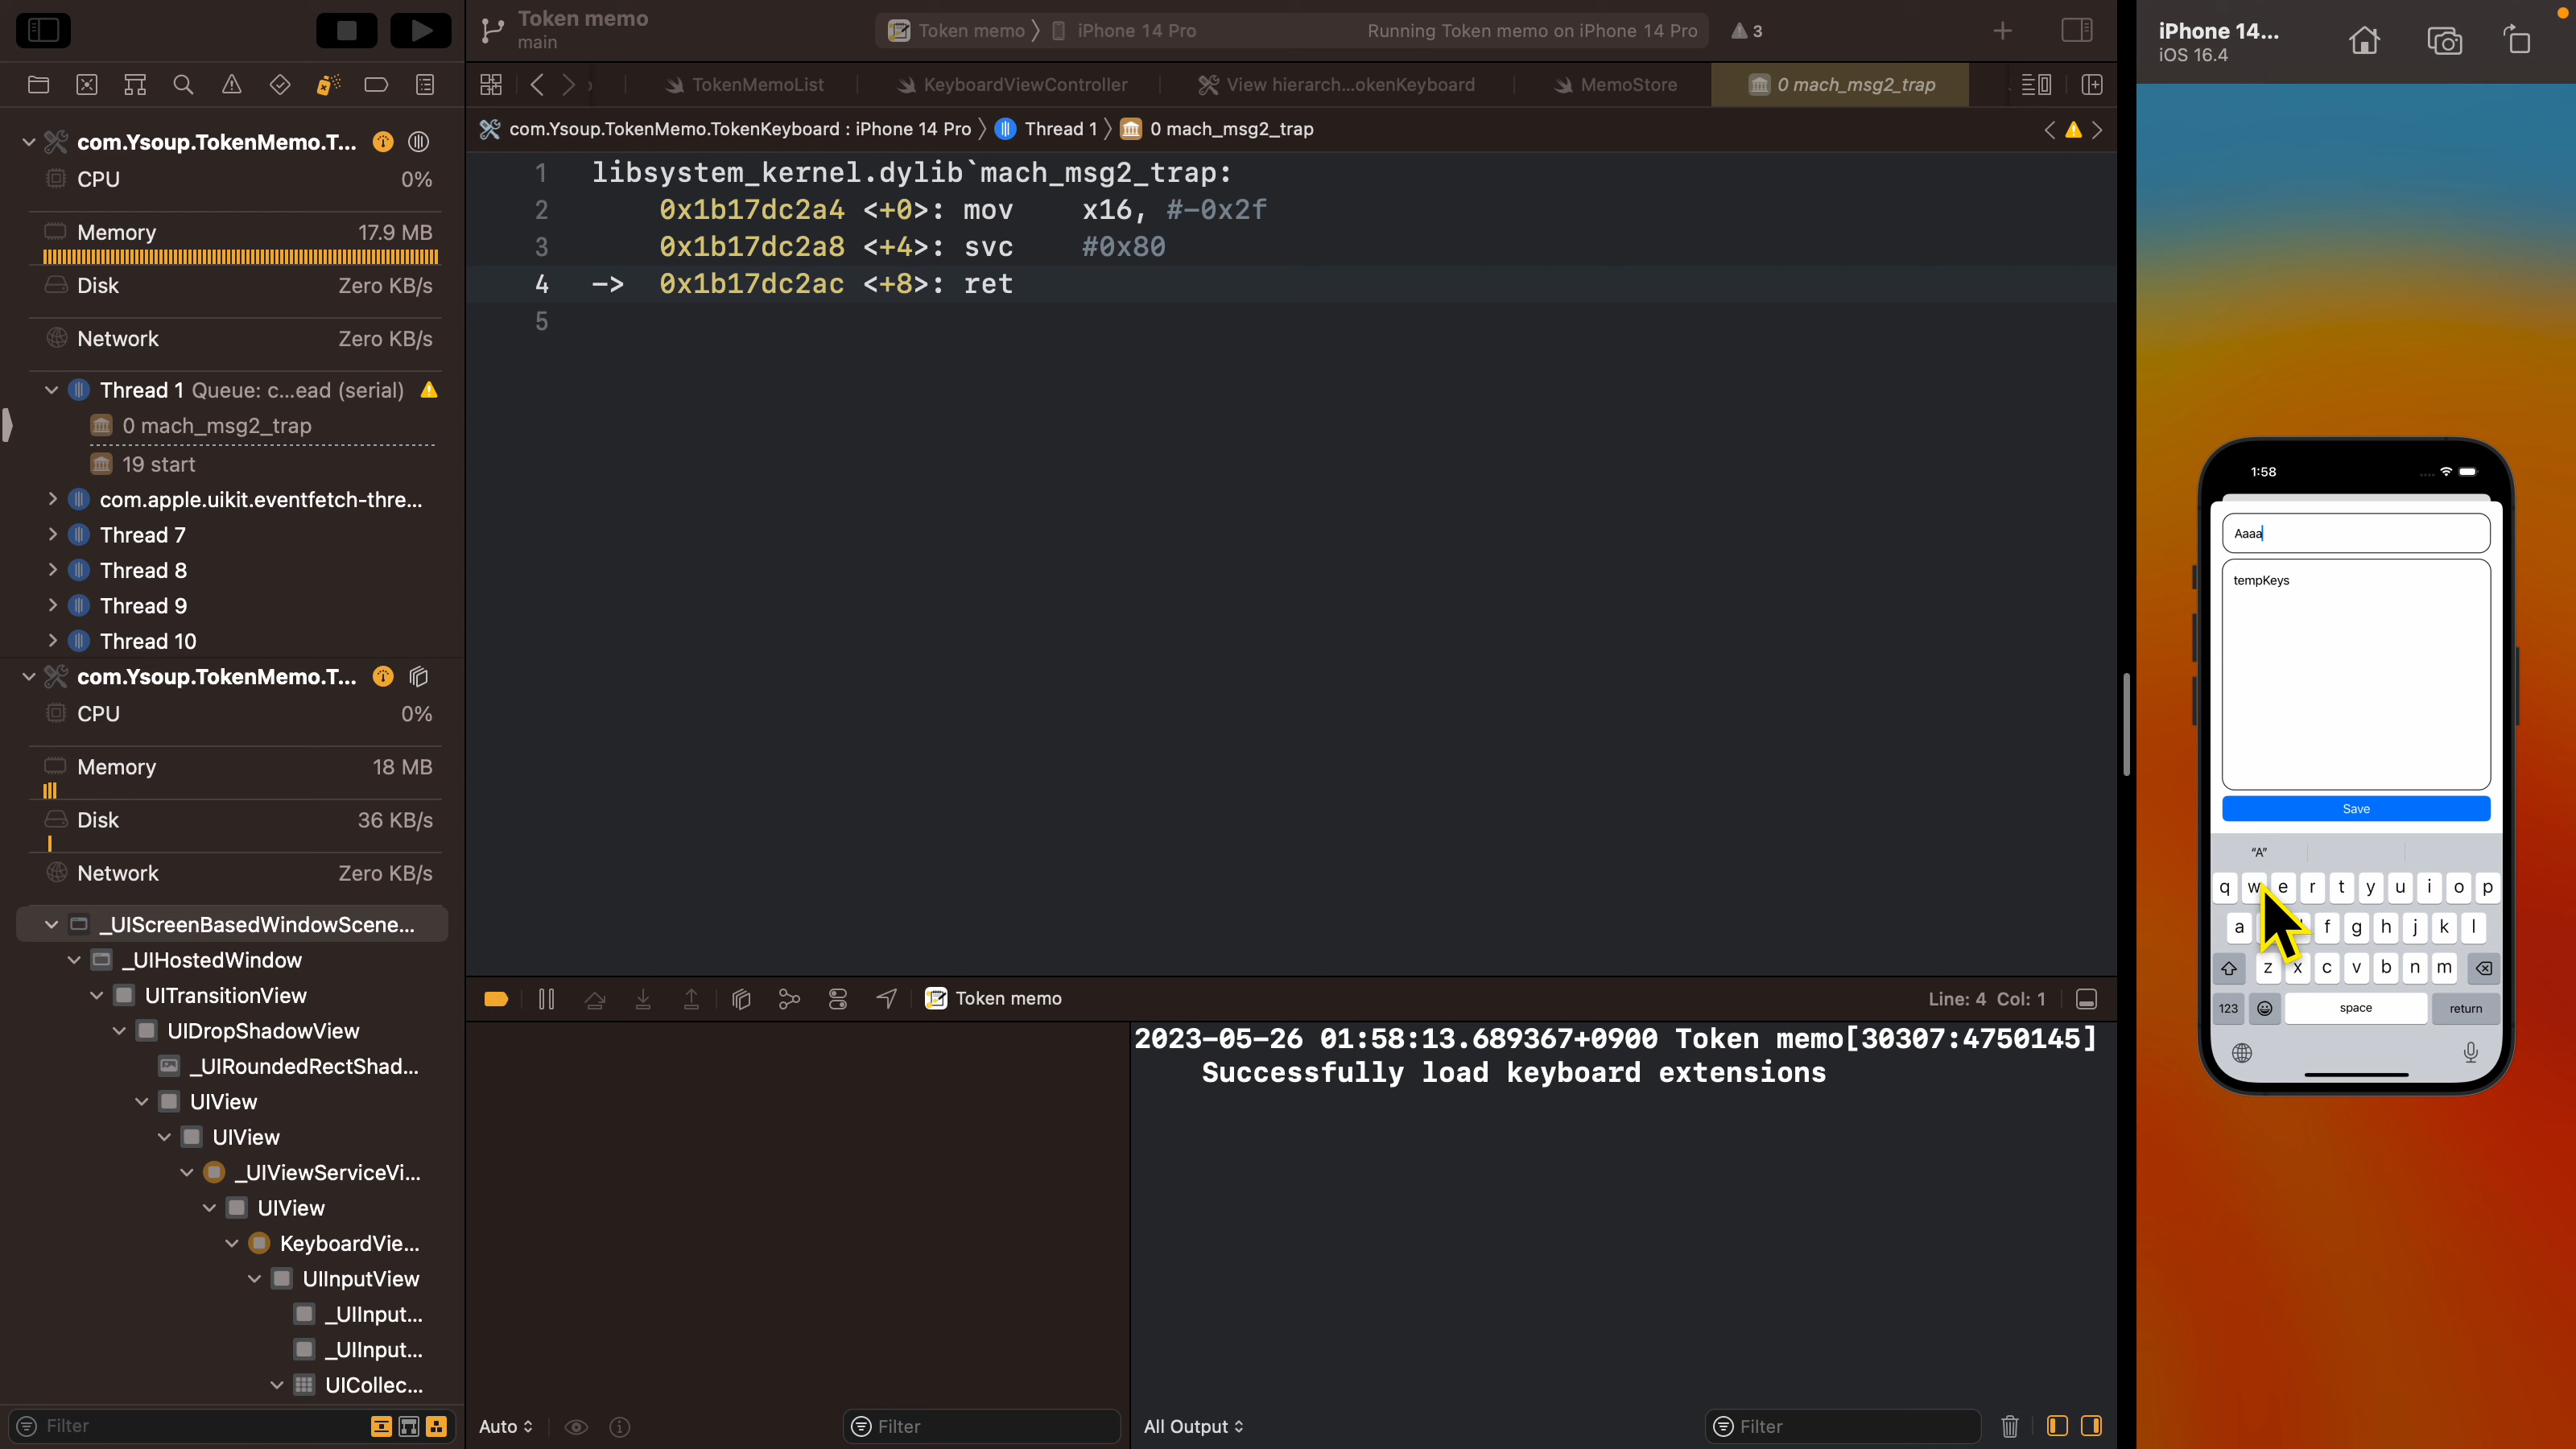 Token memo
main
Token memo
iPhone 14 Pro
Running Token memo on iPhone 14 Pro
3
TokenMemoList
KeyboardViewController
View hierarch...okenKeyboard
MemoStore
0 mach_msg2_trap
com.Ysoup.TokenMemo.TokenKeyboard : iPhone 14 Pro
Thread 1
0 mach_msg2_trap
com.Ysoup.TokenMemo.T...
CPU 0%
Memory 17.9 MB
Disk Zero KB/s
Network Zero KB/s
Thread 1 Queue: c...ead (serial)
0 mach_msg2_trap
19 start
com.apple.uikit.eventfetch-thre...
Thread 7
Thread 8
Thread 9
Thread 10
com.Ysoup.TokenMemo.T...
CPU 0%
Memory 18 MB
Disk 36 KB/s
Network Zero KB/s
_UIScreenBasedWindowScene...
_UIHostedWindow
UITransitionView
UIDropShadowView
_UIRoundedRectShad...
UIView
UIView
_UIViewServiceVi...
UIView
KeyboardVie...
UIInputView
_UIInput...
_UIInput...
UICollec...
Filter
1 libsystem_kernel.dylib`mach_msg2_trap:
2 0x1b17dc2a4 <+0>: mov x16, #-0x2f
3 0x1b17dc2a8 <+4>: svc #0x80
4 -> 0x1b17dc2ac <+8>: ret
5
Token memo
Line: 4 Col: 1
2023-05-26 01:58:13.689367+0900 Token memo[30307:4750145]
Successfully load keyboard extensions
Auto
Filter
All Output
Filter
iPhone 14...
iOS 16.4
1:58
Aaaa
tempKeys
Save
“A”
q w e r t y u i o p
a f g h j k l
z x c v b n m
123 space return